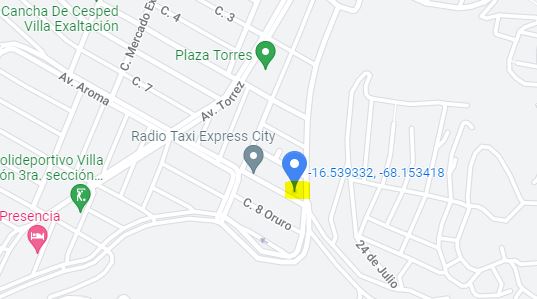 Cancha De Cesped
Villa Exaltación
C. 4
C. 3
C. Mercado Ex
Plaza Torres
C. 7
Av. Aroma
Av. Torrez
Radio Taxi Express City
olideportivo Villa
ón 3ra. sección...
-16.539332, -68.153418
Presencia
C. 8 Oruro
24 de Julio